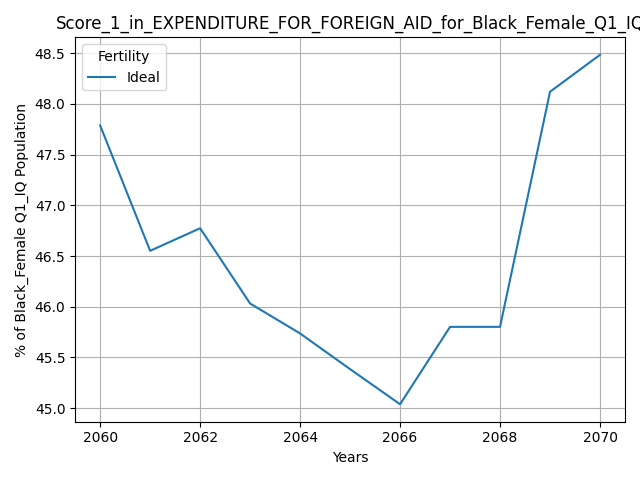 Score_1_in_EXPENDITURE_FOR_FOREIGN_AID_for_Black_Female_Q1_IQ
Fertility
Ideal
48.5
48.0
47.5
47.0
46.5
46.0
45.5
45.0
% of Black_Female Q1_IQ Population
2060 2062 2064 2066 2068 2070
Years